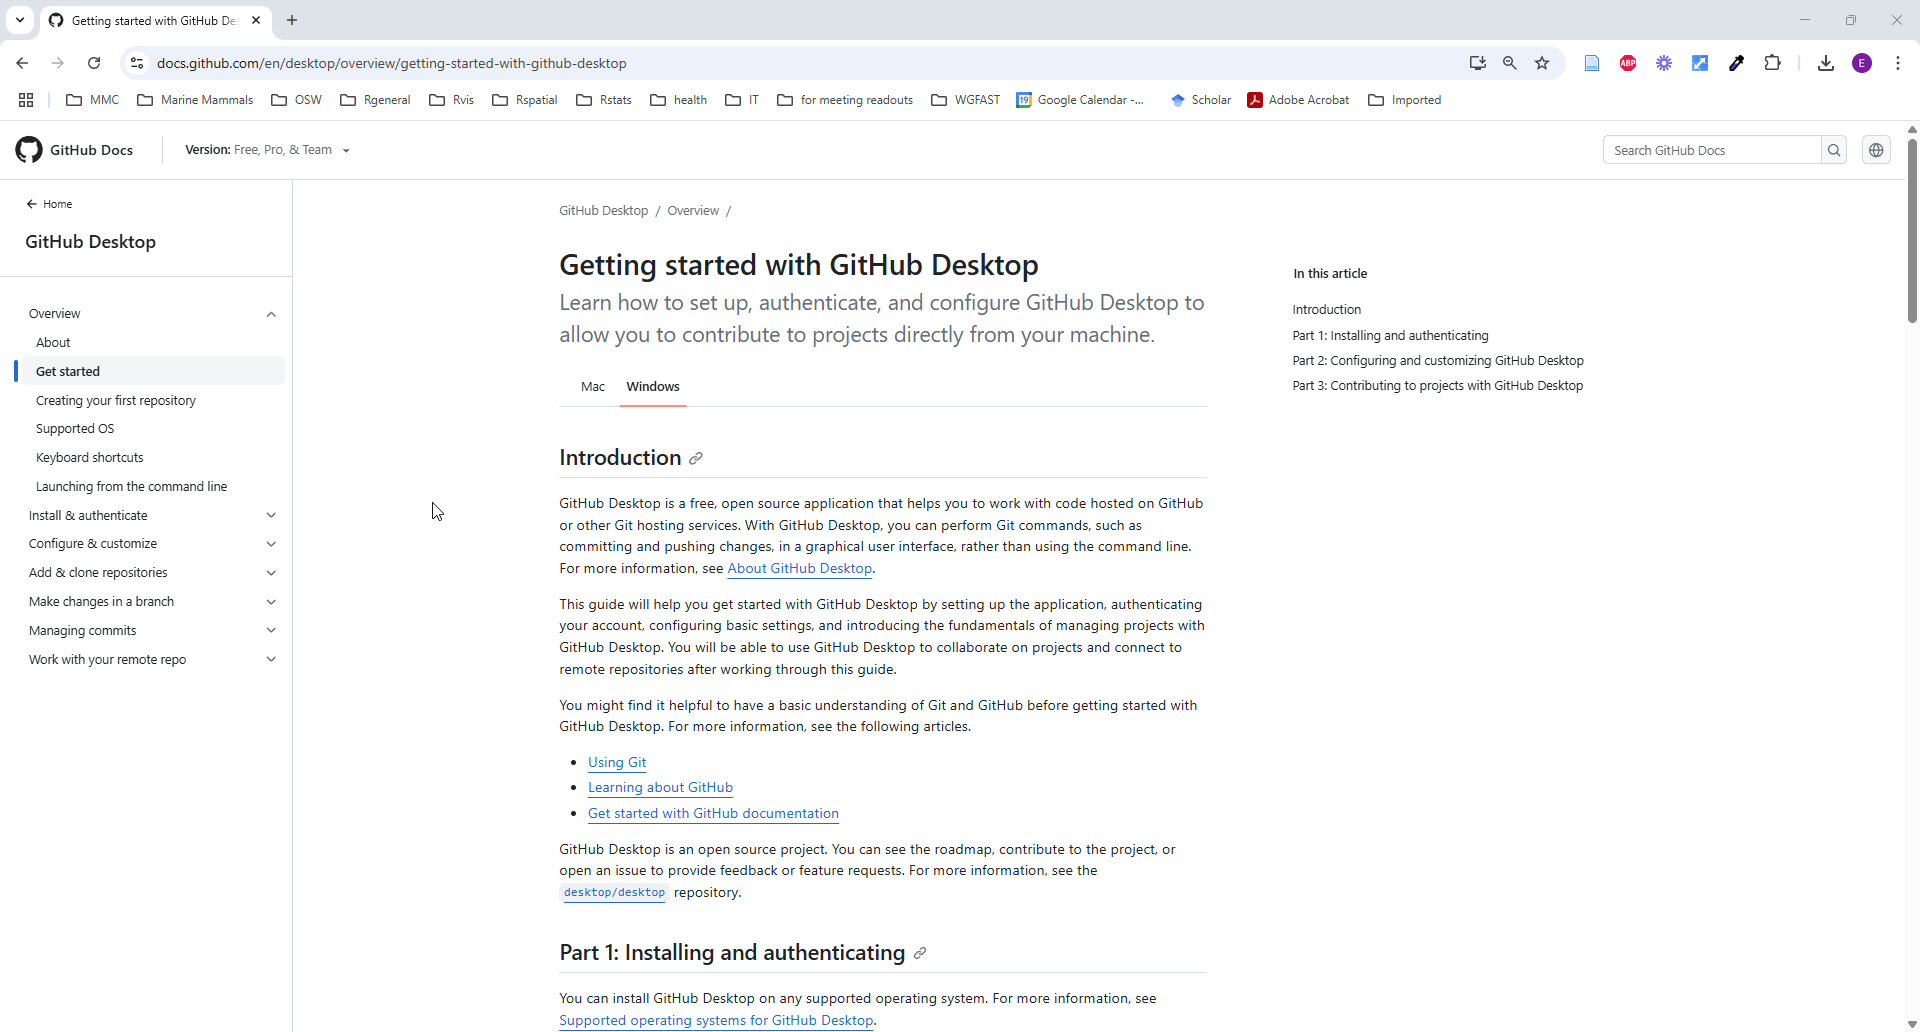 Getting started with GitHub De
docs.github.com/en/desktop/overview/getting-started-with-github-desktop
ABP
E
MMC
Marine Mammals
OSW
Rgeneral
Rvis
Rspatial
Rstats
health
IT
for meeting readouts
WGFAST
19
Google Calendar -...
Scholar
Adobe Acrobat
Imported
GitHub Docs
Version: Free, Pro, & Team
Search GitHub Docs
Home
GitHub Desktop
Overview
About
Get started
Creating your first repository
Supported OS
Keyboard shortcuts
Launching from the command line
Install & authenticate
Configure & customize
Add & clone repositories
Make changes in a branch
Managing commits
Work with your remote repo
GitHub Desktop / Overview /
Getting started with GitHub Desktop
Learn how to set up, authenticate, and configure GitHub Desktop to
allow you to contribute to projects directly from your machine.
Mac
Windows
Introduction
GitHub Desktop is a free, open source application that helps you to work with code hosted on GitHub
or other Git hosting services. With GitHub Desktop, you can perform Git commands, such as
committing and pushing changes, in a graphical user interface, rather than using the command line.
For more information, see About GitHub Desktop.
This guide will help you get started with GitHub Desktop by setting up the application, authenticating
your account, configuring basic settings, and introducing the fundamentals of managing projects with
GitHub Desktop. You will be able to use GitHub Desktop to collaborate on projects and connect to
remote repositories after working through this guide.
You might find it helpful to have a basic understanding of Git and GitHub before getting started with
GitHub Desktop. For more information, see the following articles.
Using Git
Learning about GitHub
Get started with GitHub documentation
GitHub Desktop is an open source project. You can see the roadmap, contribute to the project, or
open an issue to provide feedback or feature requests. For more information, see the
desktop/desktop repository.
Part 1: Installing and authenticating
You can install GitHub Desktop on any supported operating system. For more information, see
Supported operating systems for GitHub Desktop.
In this article
Introduction
Part 1: Installing and authenticating
Part 2: Configuring and customizing GitHub Desktop
Part 3: Contributing to projects with GitHub Desktop